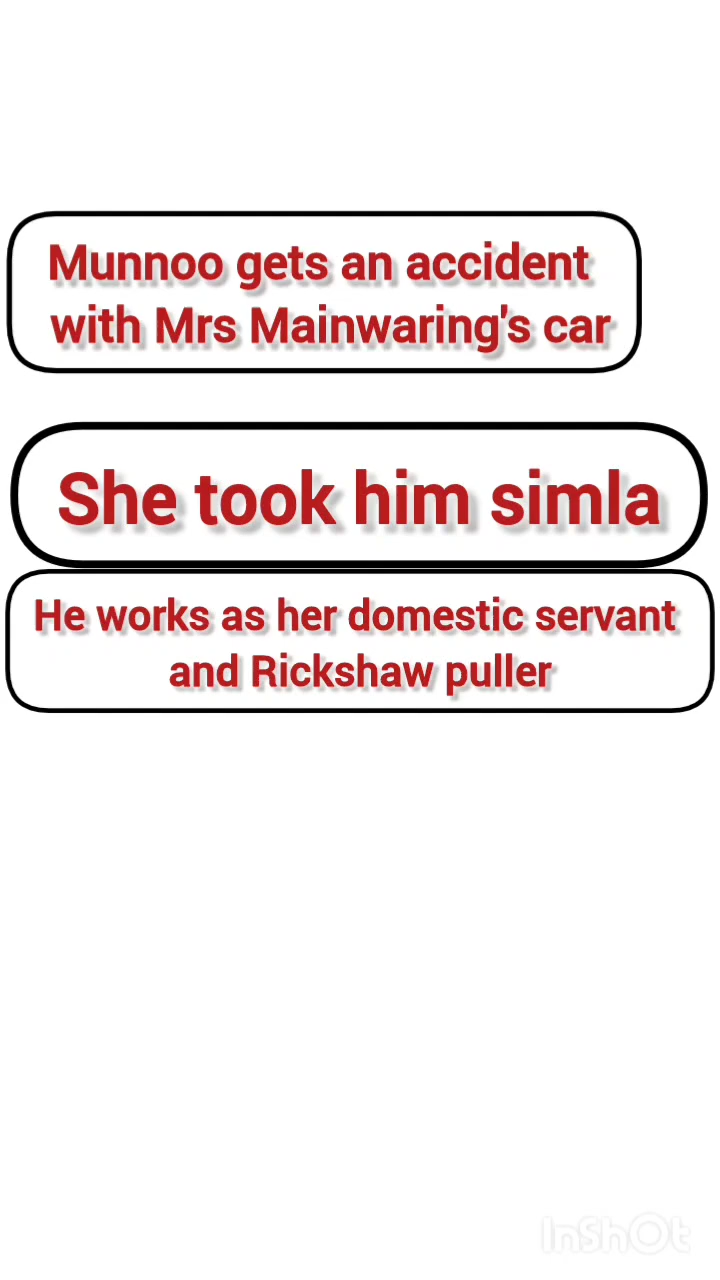 Munnoo gets an accident
with Mrs Mainwaring's car
She took him simla
He works as her domestic servant
and Rickshaw puller
InShOt